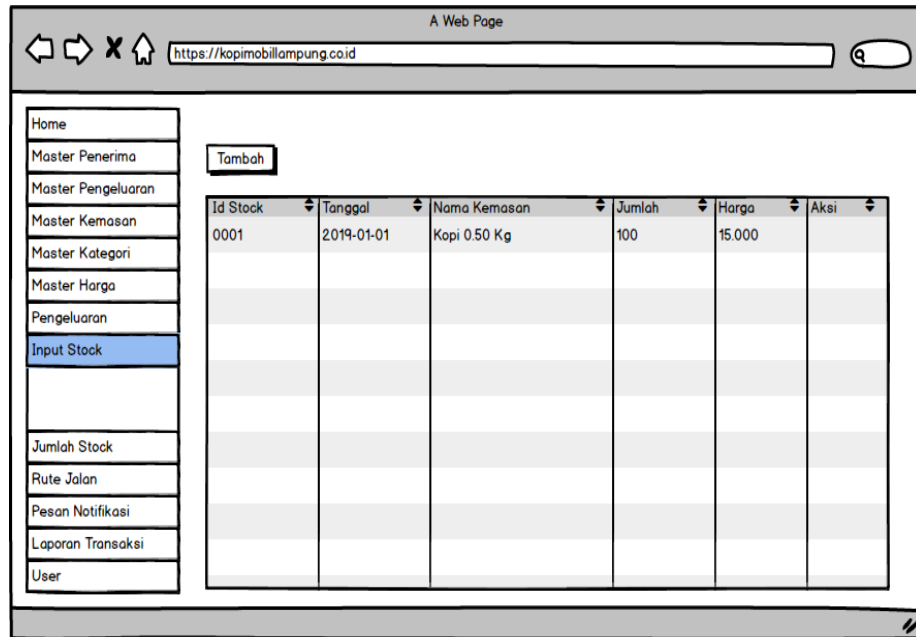 A Web Page
https://kopimobillampung.co.id
Home
Master Penerima
Master Pengeluaran
Master Kemasan
Master Kategori
Master Harga
Pengeluaran
Input Stock
Jumlah Stock
Rute Jalan
Pesan Notifikasi
Laporan Transaksi
User
Tambah
Id Stock Tanggal Nama Kemasan Jumlah Harga Aksi
0001 2019-01-01 Kopi 0.50 Kg 100 15.000